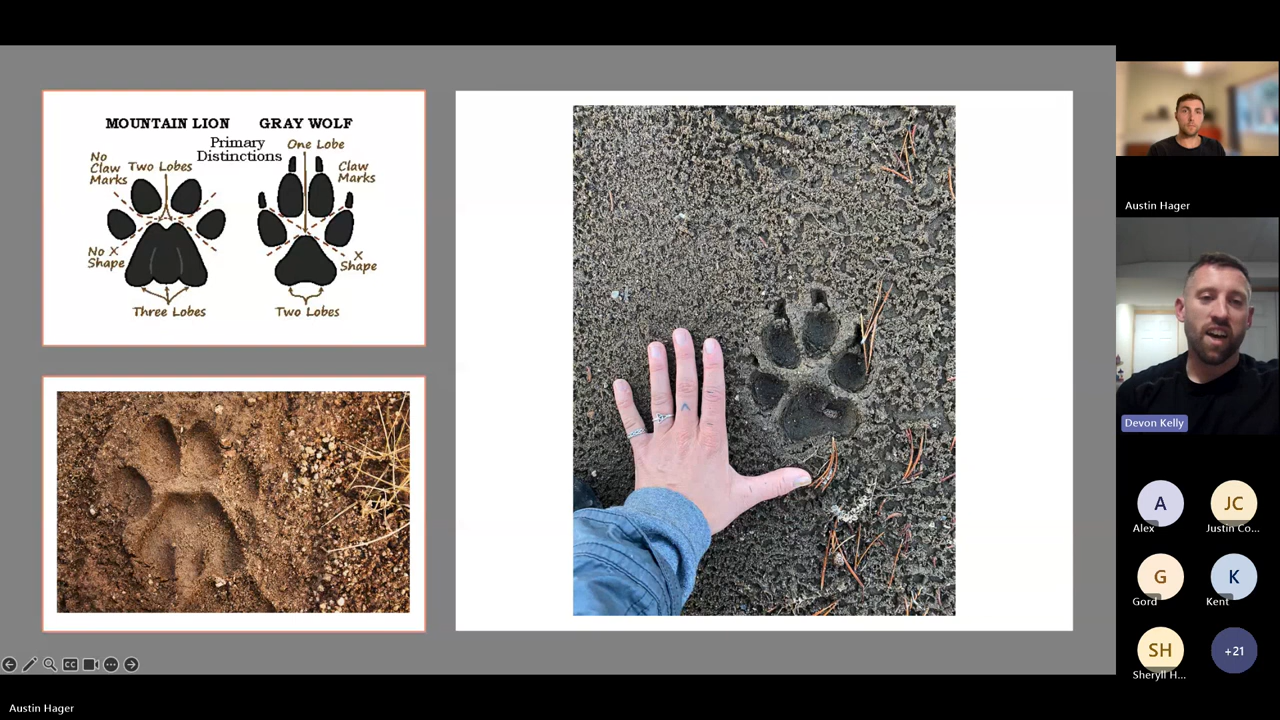 MOUNTAIN LION
GRAY WOLF
Primary
Distinctions
No
Claw
Marks
Two Lobes
One Lobe
Claw
Marks
No X
Shape
X
Shape
Three Lobes
Two Lobes
Austin Hager
Devon Kelly
A
JC
Alex
Justin Co...
G
K
Gord
Kent
SH
+21
Sheryll H...
CC
Austin Hager